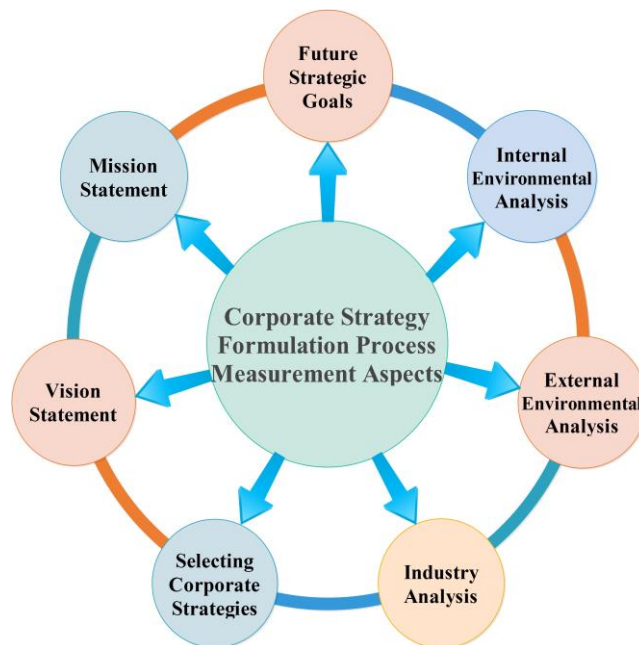 Future
Strategic
Goals
Internal
Environmental
Analysis
External
Environmental
Analysis
Industry
Analysis
Selecting
Corporate
Strategies
Vision
Statement
Mission
Statement
Corporate Strategy
Formulation Process
Measurement Aspects